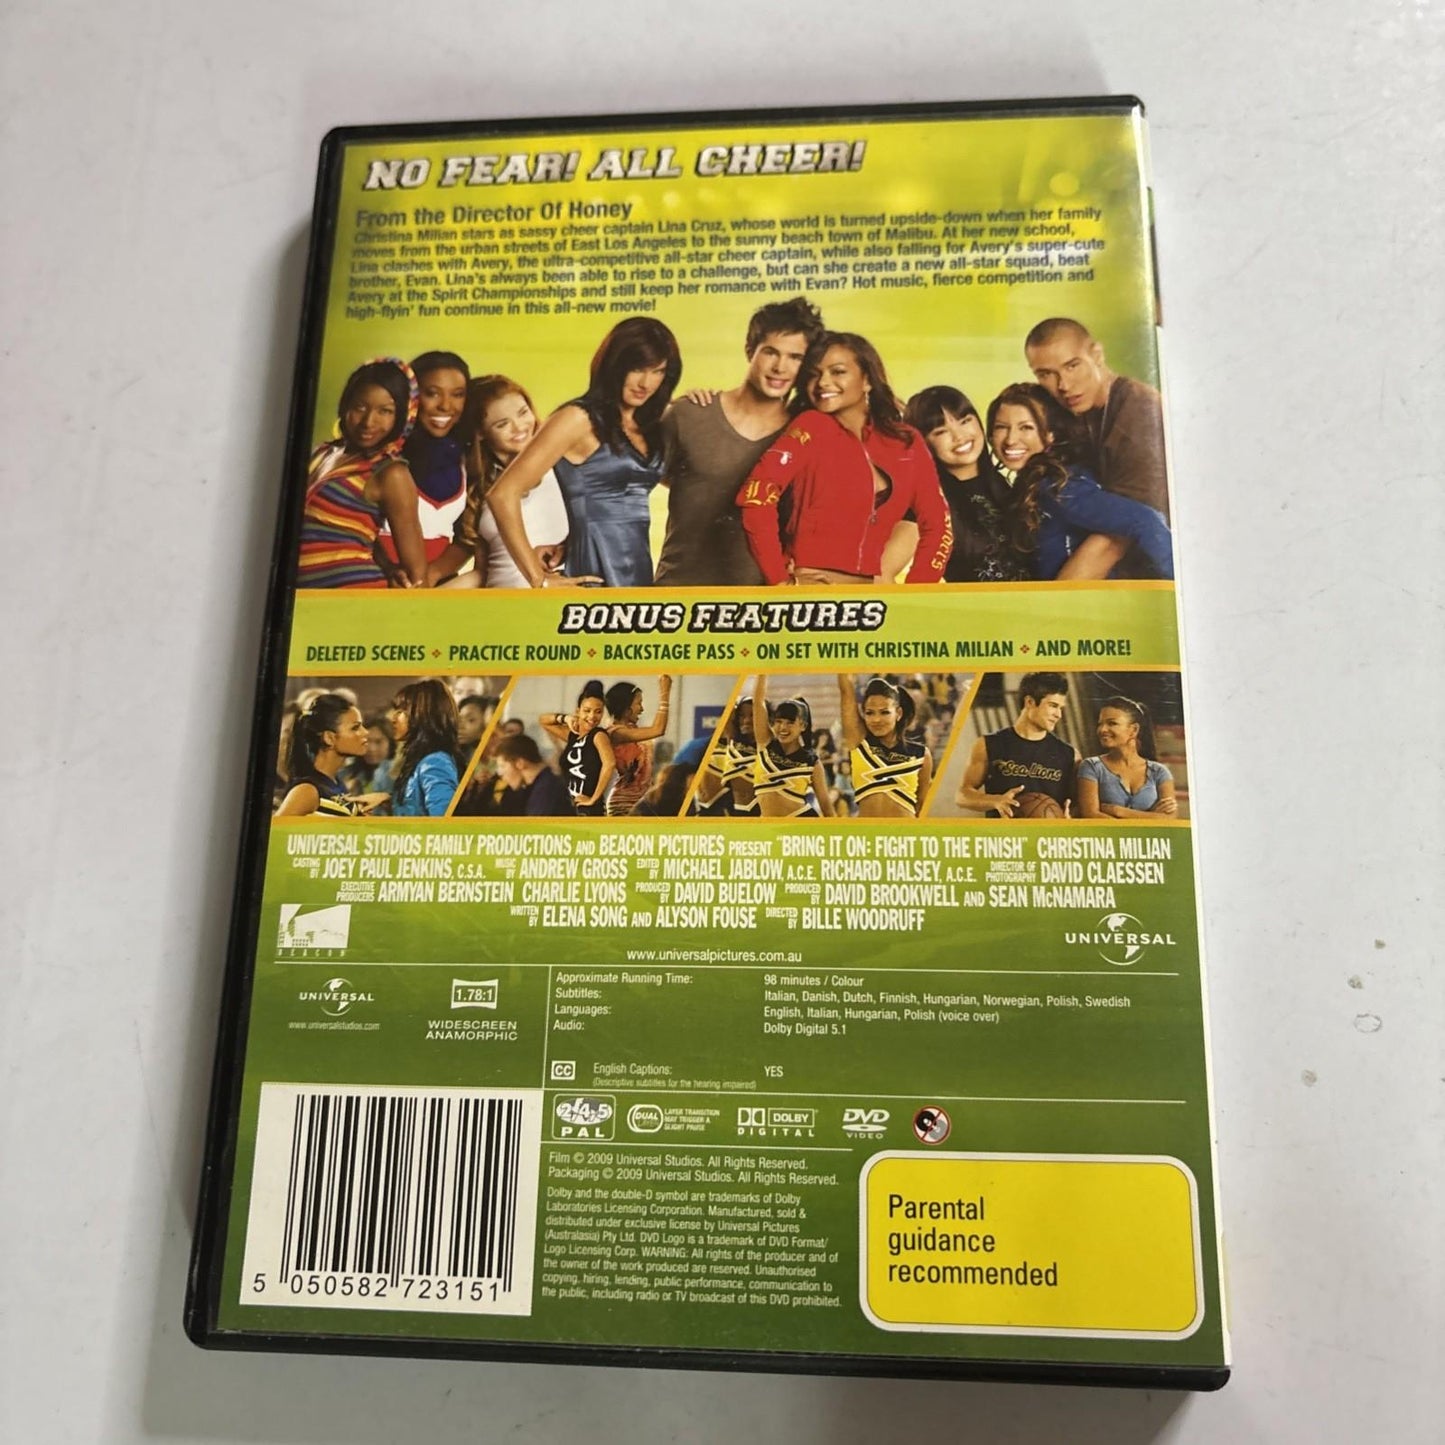 NO FEAR! ALL CHEER!
From the Director Of Honey
Christina Milian stars as sassy cheer captain Lina Cruz, whose world is turned upside-down when her family
moves from the urban streets of East Los Angeles to the sunny beach town of Malibu. At her new school,
Lina clashes with Avery, the ultra-competitive all-star cheer captain, while also falling for Avery's super-cute
brother, Evan. Lina's always been able to rise to a challenge, but can she create a new all-star squad, beat
Avery at the Spirit Championships and still keep her romance with Evan? Hot music, fierce competition and
high-flyin' fun continue in this all-new movie!
BONUS FEATURES
DELETED SCENES ❖ PRACTICE ROUND ❖ BACKSTAGE PASS ❖ ON SET WITH CHRISTINA MILIAN ❖ AND MORE!
Sea Lions
UNIVERSAL STUDIOS FAMILY PRODUCTIONS AND BEACON PICTURES PRESENT "BRING IT ON: FIGHT TO THE FINISH" CHRISTINA MILIAN
CASTING BY JOEY PAUL JENKINS, C.S.A. MUSIC BY ANDREW GROSS EDITED BY MICHAEL JABLOW, A.C.E. RICHARD HALSEY, A.C.E. DIRECTOR OF PHOTOGRAPHY DAVID CLAESSEN
EXECUTIVE PRODUCERS ARMYAN BERNSTEIN CHARLIE LYONS PRODUCED BY DAVID BUELOW PRODUCED BY DAVID BROOKWELL AND SEAN McNAMARA
WRITTEN BY ELENA SONG AND ALYSON FOUSE DIRECTED BY BILLE WOODRUFF
BEACON
UNIVERSAL
www.universalpictures.com.au
UNIVERSAL
www.universalstudios.com
1.78:1
WIDESCREEN
ANAMORPHIC
Approximate Running Time: 98 minutes / Colour
Subtitles: Italian, Danish, Dutch, Finnish, Hungarian, Norwegian, Polish, Swedish
Languages: English, Italian, Hungarian, Polish (voice over)
Audio: Dolby Digital 5.1
CC English Captions: YES
(Descriptive subtitles for the hearing impaired)
2/4/5
PAL
DUAL LAYER
LAYER TRANSITION
MAY TRIGGER A
SLIGHT PAUSE
DOLBY
DIGITAL
DVD
VIDEO
Film © 2009 Universal Studios. All Rights Reserved.
Packaging © 2009 Universal Studios. All Rights Reserved.
Dolby and the double-D symbol are trademarks of Dolby
Laboratories Licensing Corporation. Manufactured, sold &
distributed under exclusive license by Universal Pictures
(Australasia) Pty Ltd. DVD Logo is a trademark of DVD Format/
Logo Licensing Corp. WARNING: All rights of the producer and of
the owner of the work produced are reserved. Unauthorised
copying, hiring, lending, public performance, communication to
the public, including radio or TV broadcast of this DVD prohibited.
5 050582 723151
Parental
guidance
recommended